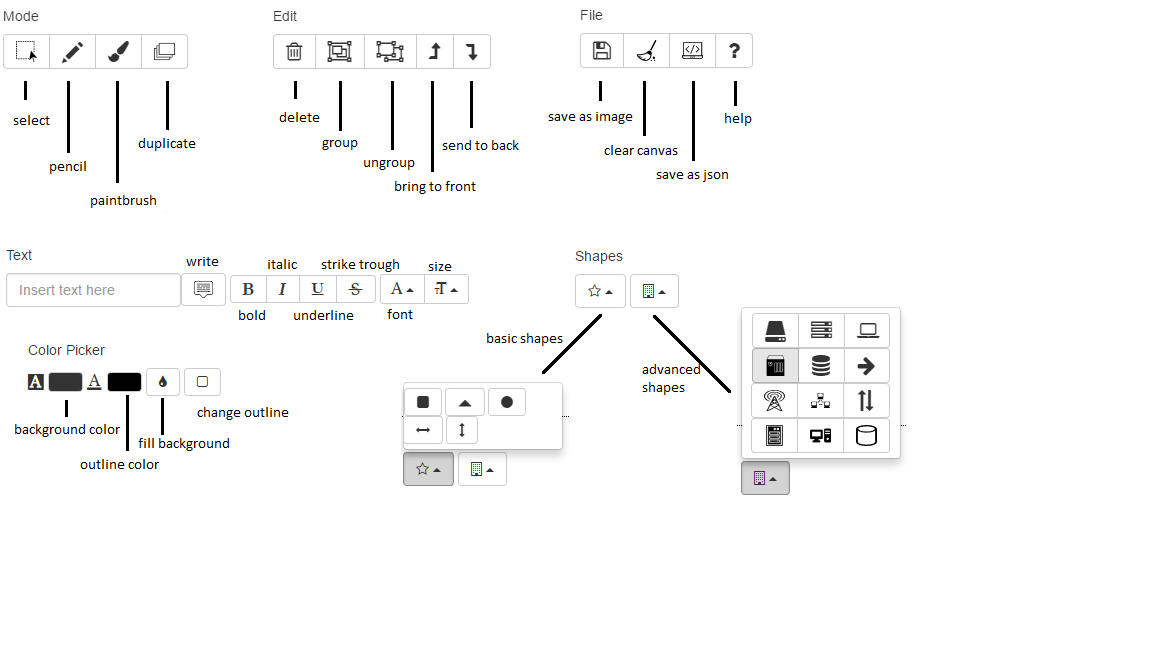 Mode
Edit
File
select
pencil
paintbrush
duplicate
delete
group
ungroup
bring to front
send to back
save as image
clear canvas
save as json
help
?
Text
Insert text here
write
italic
strike trough
size
B
I
U
S
A
T
bold
underline
font
Color Picker
A
A
background color
outline color
fill background
change outline
Shapes
basic shapes
advanced
shapes